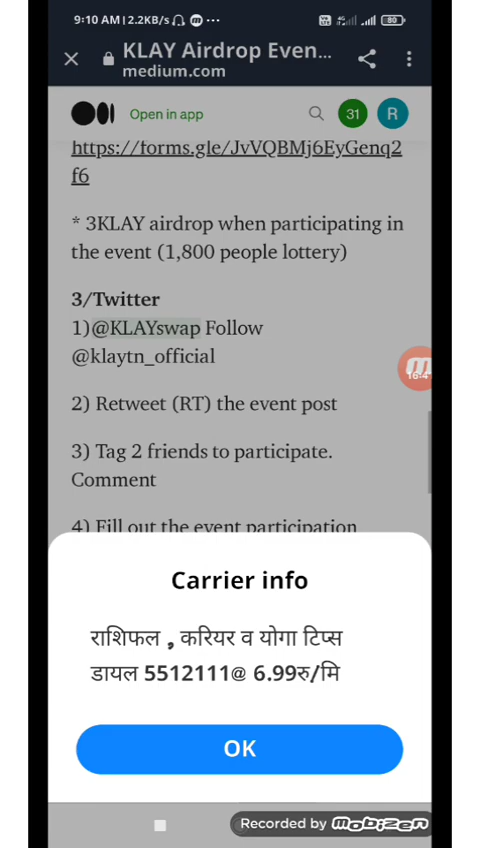 9:10 AM | 2.2KB/s ...
80
KLAY Airdrop Even...
medium.com
Open in app
31
R
https://forms.gle/JvVQBMj6EyGenq2
f6
* 3KLAY airdrop when participating in
the event (1,800 people lottery)
3/Twitter
1)@KLAYswap Follow
@klaytn_official
2) Retweet (RT) the event post
3) Tag 2 friends to participate.
Comment
4) Fill out the event participation
Carrier info
राशिफल , करियर व योगा टिप्स
डायल 5512111@ 6.99रु/मि
OK
Recorded by mobizen